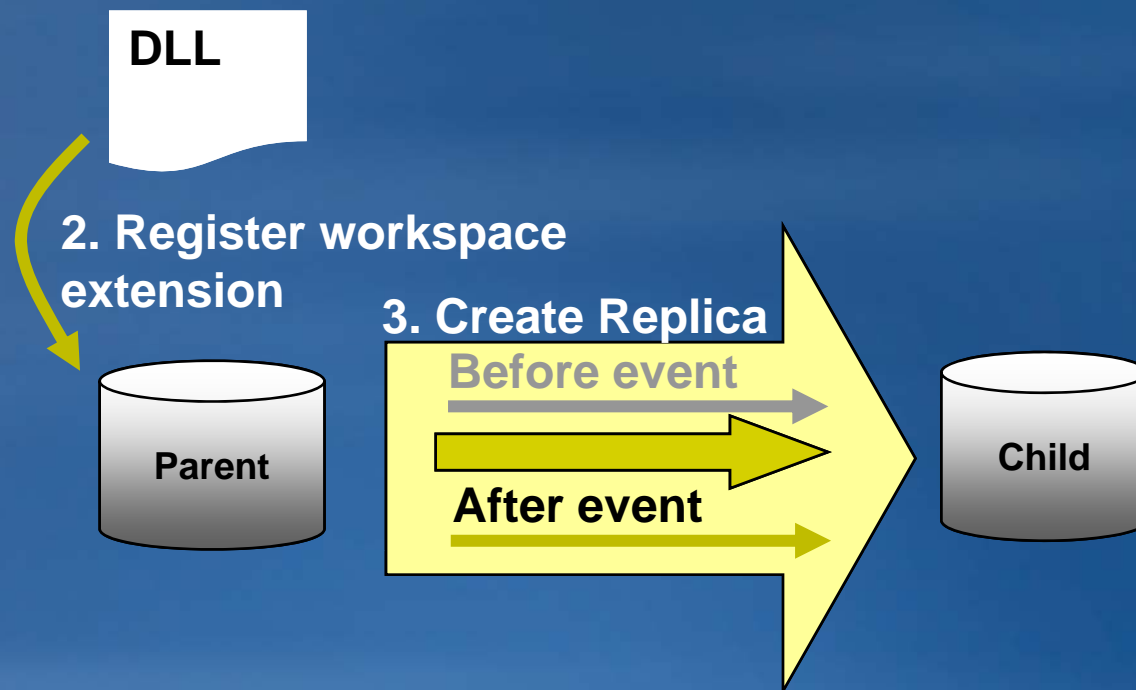 DLL
2. Register workspace
extension
3. Create Replica
Before event
After event
Parent
Child